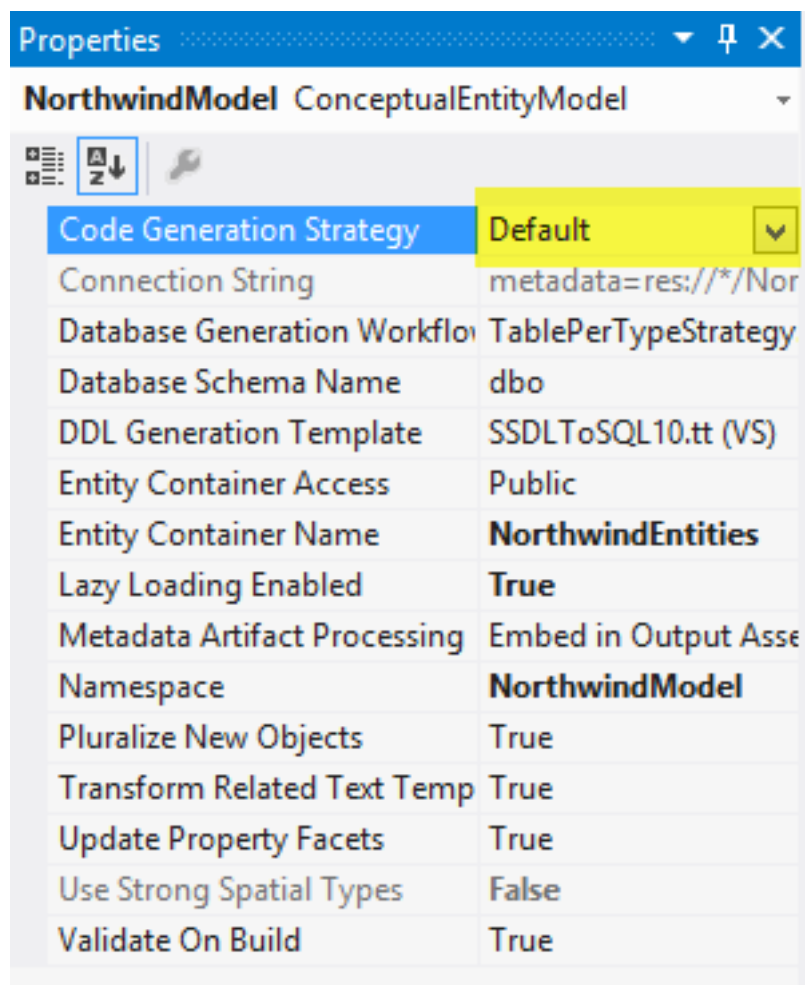 Properties
NorthwindModel ConceptualEntityModel
Code Generation Strategy Default
Connection String metadata=res://*/Nor
Database Generation Workflov TablePerTypeStrategy
Database Schema Name dbo
DDL Generation Template SSDLToSQL10.tt (VS)
Entity Container Access Public
Entity Container Name NorthwindEntities
Lazy Loading Enabled True
Metadata Artifact Processing Embed in Output Asse
Namespace NorthwindModel
Pluralize New Objects True
Transform Related Text Temp True
Update Property Facets True
Use Strong Spatial Types False
Validate On Build True